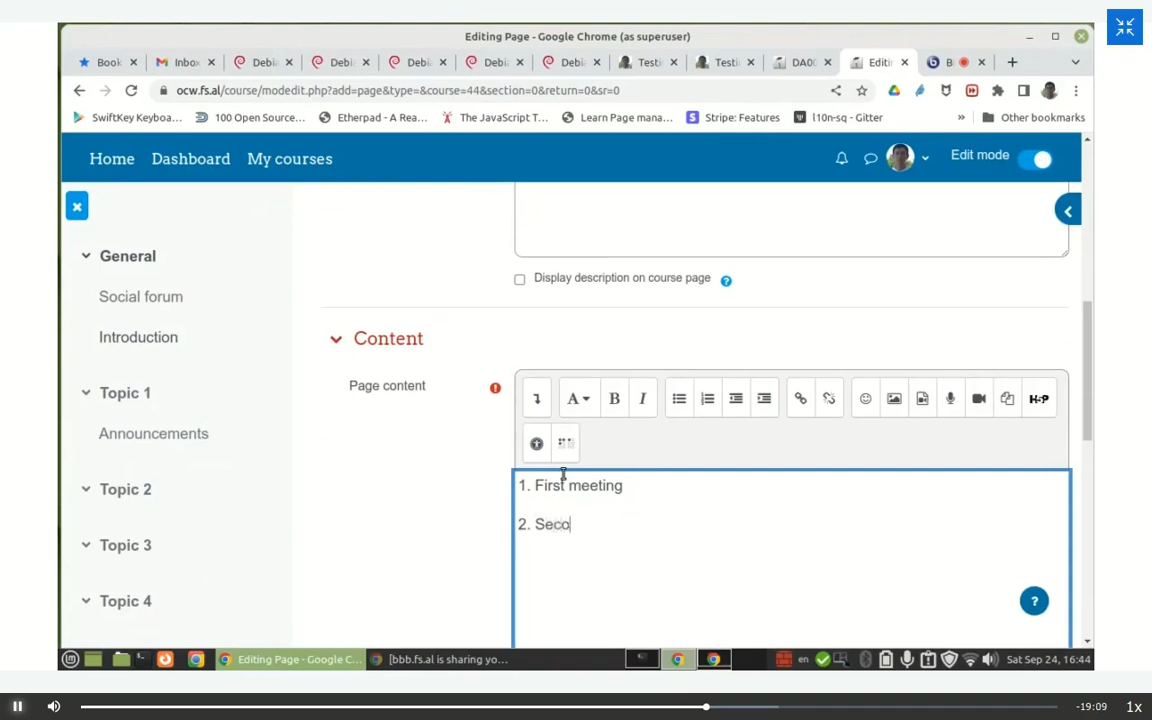 Editing Page - Google Chrome (as superuser)
Book
Inbox
Debi
Debi
Debi
Debi
Debi
Testi
Testi
DA00
Editi
B
ocw.fs.al/course/modedit.php?add=page&type=&course=44&section=0&return=0&sr=0
SwiftKey Keyboa...
100 Open Source...
Etherpad - A Rea...
The JavaScript T...
Learn Page mana...
Stripe: Features
l10n-sq - Gitter
»
Other bookmarks
Home
Dashboard
My courses
Edit mode
General
Social forum
Introduction
Topic 1
Announcements
Topic 2
Topic 3
Topic 4
Display description on course page
Content
Page content
A
B
I
H5P
1. First meeting
2. Seco
?
Editing Page - Google C...
[bbb.fs.al is sharing yo...
en
Sat Sep 24, 16:44
-19:09
1x